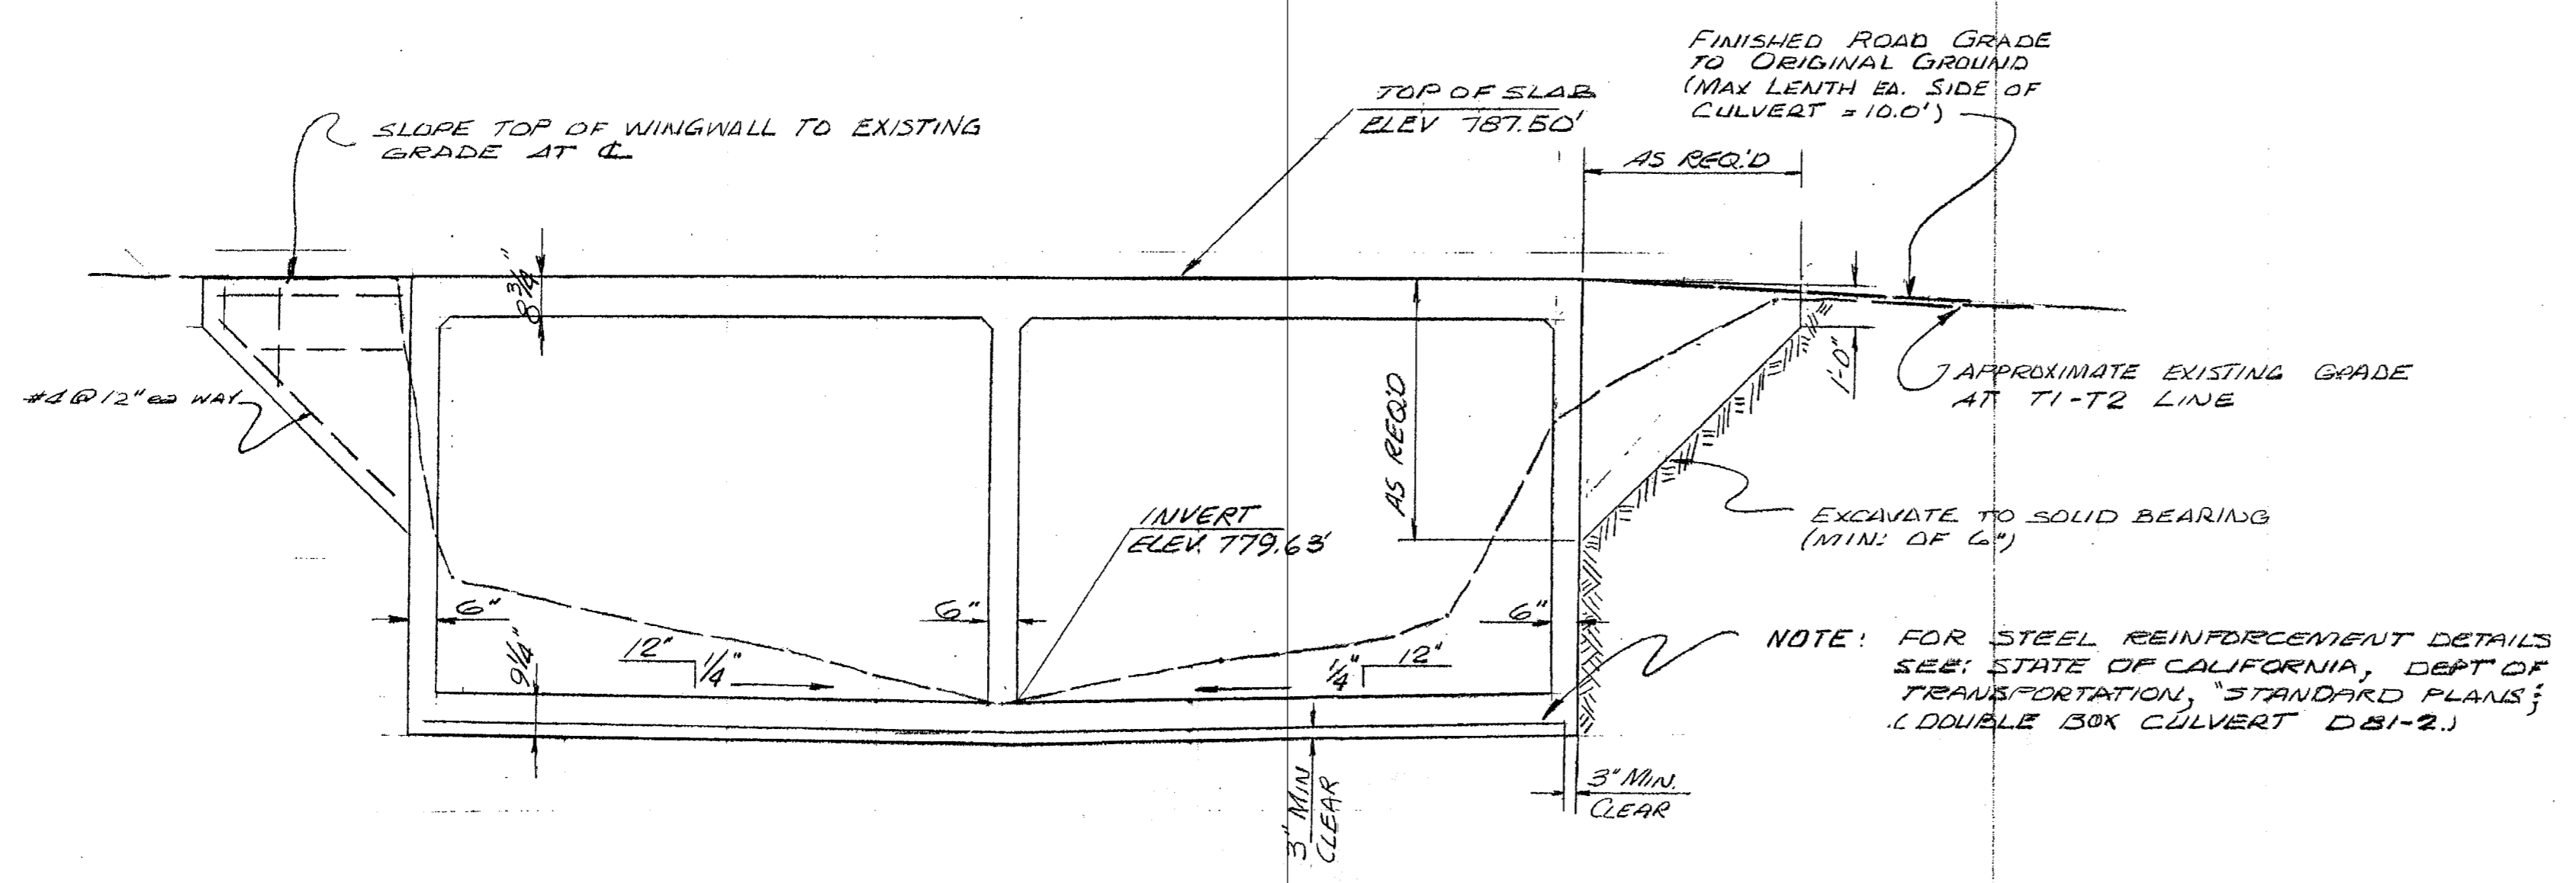 FINISHED ROAD GRADE
TO ORIGINAL GROUND
(MAX LENTH EA. SIDE OF
CULVERT = 10.0')
TOP OF SLAB
ELEV 787.50'
SLOPE TOP OF WINGWALL TO EXISTING
GRADE AT ℄
AS REQ'D
8 3/4"
#4 @ 12" ea WAY
AS REQ'D
1'-0"
APPROXIMATE EXISTING GRADE
AT T1-T2 LINE
INVERT
ELEV. 779.63'
EXCAVATE TO SOLID BEARING
(MIN: OF 6")
6"
6"
6"
9 1/4"
12"
1/4"
12"
1/4"
NOTE: FOR STEEL REINFORCEMENT DETAILS
SEE: STATE OF CALIFORNIA, DEPT OF
TRANSPORTATION, "STANDARD PLANS;
(DOUBLE BOX CULVERT D81-2.)
3" MIN
CLEAR
3" MIN.
CLEAR